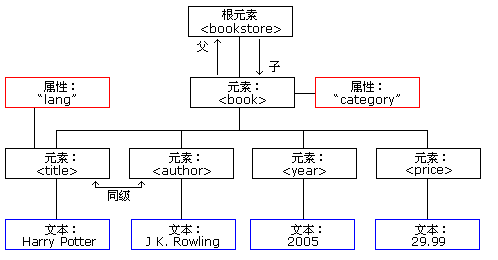 根元素
<bookstore>
父
子
属性：
“lang”
元素：
<book>
属性：
“category”
元素：
<title>
元素：
<author>
元素：
<year>
元素：
<price>
同级
文本：
Harry Potter
文本：
J K. Rowling
文本：
2005
文本：
29.99